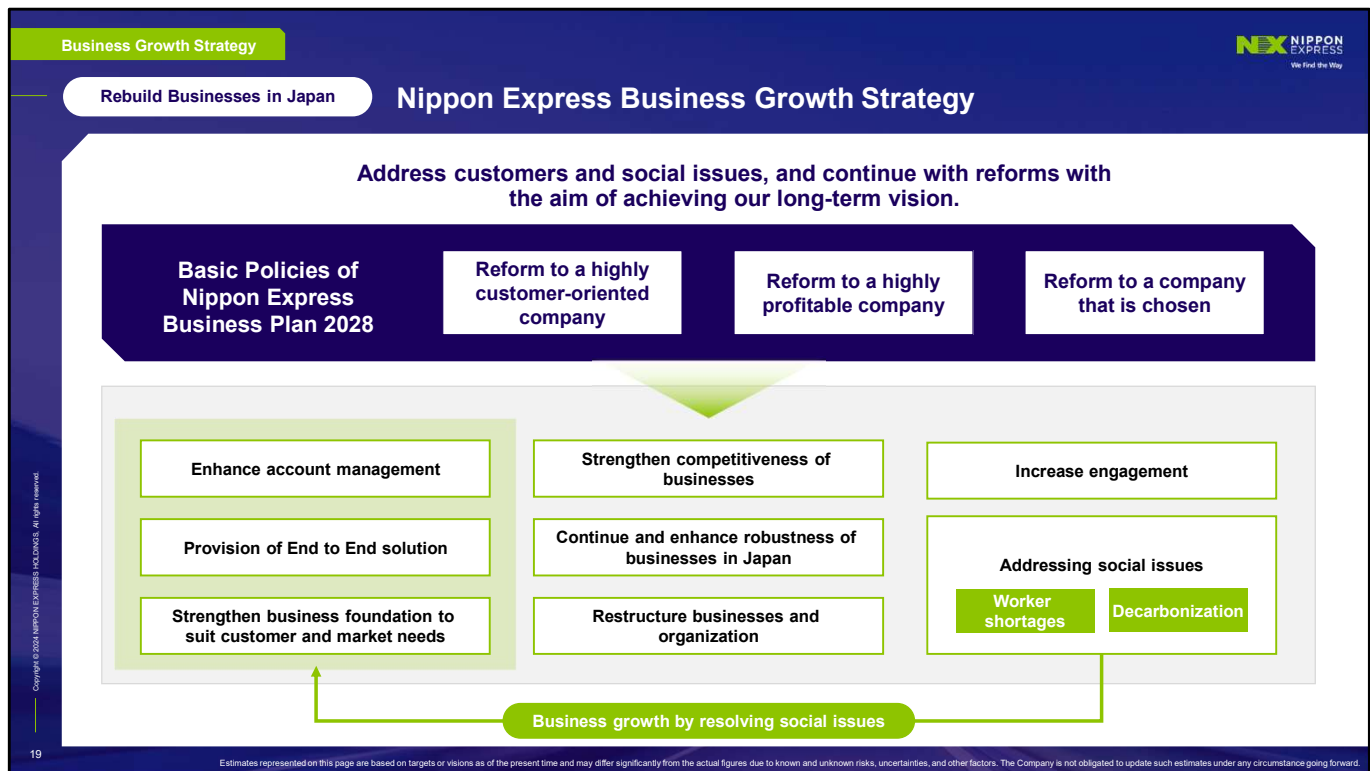 Business Growth Strategy
NEX NIPPON
EXPRESS
We Find the Way
Rebuild Businesses in Japan
Nippon Express Business Growth Strategy
Address customers and social issues, and continue with reforms with
the aim of achieving our long-term vision.
Basic Policies of
Nippon Express
Business Plan 2028
Reform to a highly
customer-oriented
company
Reform to a highly
profitable company
Reform to a company
that is chosen
Enhance account management
Provision of End to End solution
Strengthen business foundation to
suit customer and market needs
Strengthen competitiveness of
businesses
Continue and enhance robustness of
businesses in Japan
Restructure businesses and
organization
Increase engagement
Addressing social issues
Worker
shortages
Decarbonization
Business growth by resolving social issues
Copyright © 2024 NIPPON EXPRESS HOLDINGS, All rights reserved.
19
Estimates represented on this page are based on targets or visions as of the present time and may differ significantly from the actual figures due to known and unknown risks, uncertainties, and other factors. The Company is not obligated to update such estimates under any circumstance going forward.